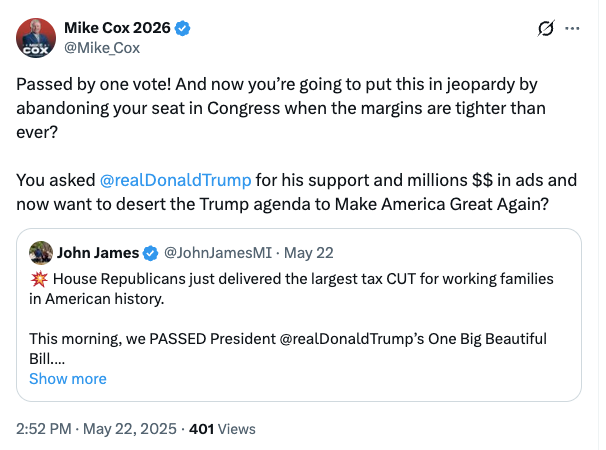 Mike Cox 2026
@Mike_Cox
Passed by one vote! And now you’re going to put this in jeopardy by
abandoning your seat in Congress when the margins are tighter than
ever?
You asked @realDonaldTrump for his support and millions $$ in ads and
now want to desert the Trump agenda to Make America Great Again?
John James @JohnJamesMI · May 22
💥 House Republicans just delivered the largest tax CUT for working families
in American history.
This morning, we PASSED President @realDonaldTrump’s One Big Beautiful
Bill....
Show more
2:52 PM · May 22, 2025 · 401 Views